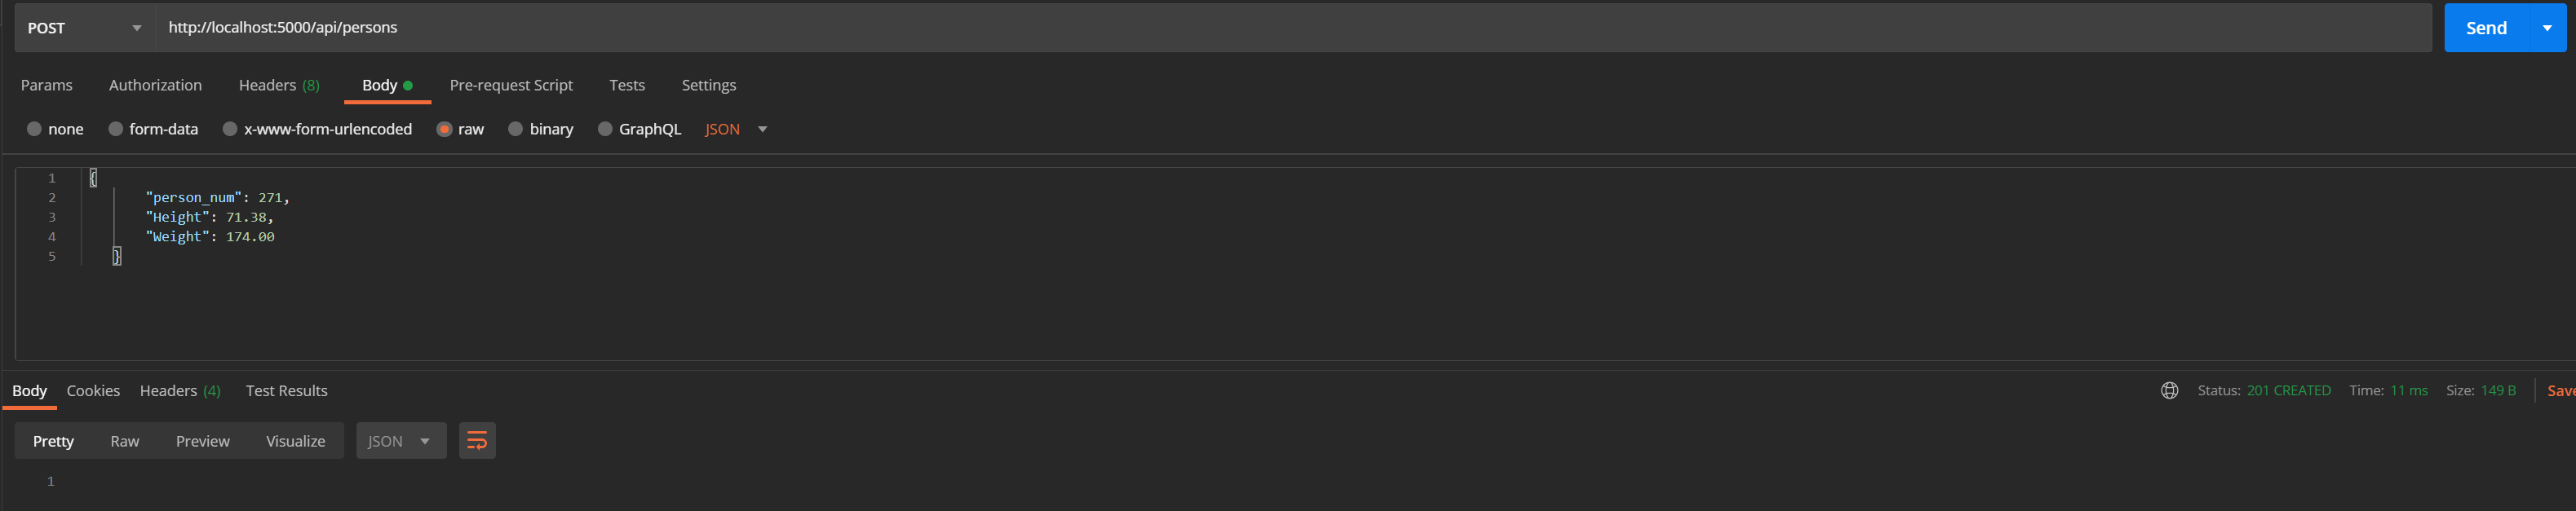 POST http://localhost:5000/api/persons Send
Params Authorization Headers (8) Body Pre-request Script Tests Settings
none form-data x-www-form-urlencoded raw binary GraphQL JSON
1 {
2 "person_num": 271,
3 "Height": 71.38,
4 "Weight": 174.00
5 }
Body Cookies Headers (4) Test Results Status: 201 CREATED Time: 11 ms Size: 149 B Save
Pretty Raw Preview Visualize JSON
1